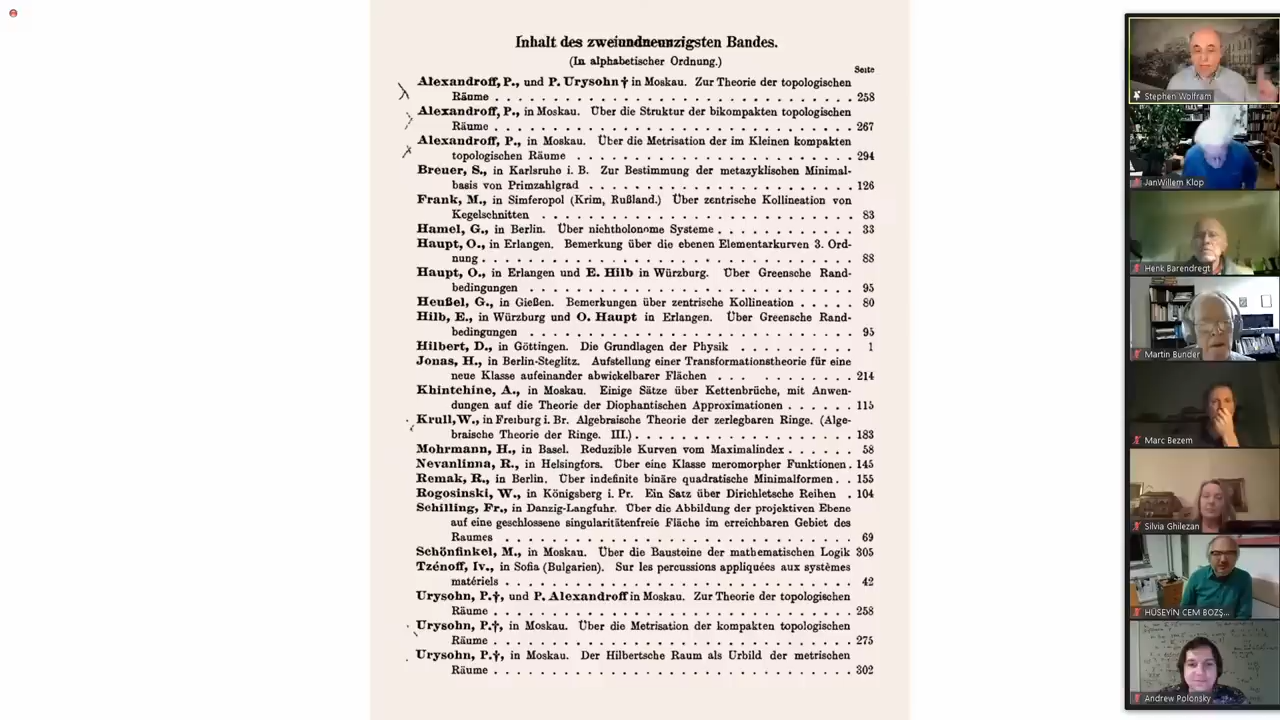 Inhalt des zweiundneunzigsten Bandes.
(In alphabetischer Ordnung.)
Seite
Alexandroff, P., und P. Urysohn † in Moskau. Zur Theorie der topologischen
Räume . . . . . . . . . . . . . . . . . . . . . . . . . . 258
Alexandroff, P., in Moskau. Über die Struktur der bikompakten topologischen
Räume . . . . . . . . . . . . . . . . . . . . . . . . . . 267
Alexandroff, P., in Moskau. Über die Metrisation der im Kleinen kompakten
topologischen Räume . . . . . . . . . . . . . . . . . . . 294
Breuer, S., in Karlsruhe i. B. Zur Bestimmung der metazyklischen Minimal-
basis von Primzahlgrad . . . . . . . . . . . . . . . . . . 126
Frank, M., in Simferopol (Krim, Rußland.) Über zentrische Kollineation von
Kegelschnitten . . . . . . . . . . . . . . . . . . . . . . 83
Hamel, G., in Berlin. Über nichtholonome Systeme . . . . . . . . . . 33
Haupt, O., in Erlangen. Bemerkung über die ebenen Elementarkurven 3. Ord-
nung . . . . . . . . . . . . . . . . . . . . . . . . . . . 88
Haupt, O., in Erlangen und E. Hilb in Würzburg. Über Greensche Rand-
bedingungen . . . . . . . . . . . . . . . . . . . . . . . 95
Heußel, G., in Gießen. Bemerkungen über zentrische Kollineation . . . . . 80
Hilb, E., in Würzburg und O. Haupt in Erlangen. Über Greensche Rand-
bedingungen . . . . . . . . . . . . . . . . . . . . . . . 95
Hilbert, D., in Göttingen. Die Grundlagen der Physik . . . . . . . . . 1
Jonas, H., in Berlin-Steglitz. Aufstellung einer Transformationstheorie für eine
neue Klasse aufeinander abwickelbarer Flächen . . . . . . . . . 214
Khintchine, A., in Moskau. Einige Sätze über Kettenbrüche, mit Anwen-
dungen auf die Theorie der Diophantischen Approximationen . . . . . 115
Krull, W., in Freiburg i. Br. Algebraische Theorie der zerlegbaren Ringe. (Alge-
braische Theorie der Ringe. III.) . . . . . . . . . . . . . . . . 183
Mohrmann, H., in Basel. Reduzible Kurven vom Maximalindex . . . . . . 58
Nevanlinna, R., in Helsingfors. Über eine Klasse meromorpher Funktionen . 145
Remak, R., in Berlin. Über indefinite binäre quadratische Minimalformen . . 155
Rogosinski, W., in Königsberg i. Pr. Ein Satz über Dirichletsche Reihen . 104
Schilling, Fr., in Danzig-Langfuhr. Über die Abbildung der projektiven Ebene
auf eine geschlossene singularitätenfreie Fläche im erreichbaren Gebiet des
Raumes . . . . . . . . . . . . . . . . . . . . . . . . . . 69
Schönfinkel, M., in Moskau. Über die Bausteine der mathematischen Logik 305
Tzénoff, Iv., in Sofia (Bulgarien). Sur les percussions appliquées aux systèmes
matériels . . . . . . . . . . . . . . . . . . . . . . . . . 42
Urysohn, P.†, und P. Alexandroff in Moskau. Zur Theorie der topologischen
Räume . . . . . . . . . . . . . . . . . . . . . . . . . . 258
Urysohn, P.†, in Moskau. Über die Metrisation der kompakten topologischen
Räume . . . . . . . . . . . . . . . . . . . . . . . . . . 275
Urysohn, P.†, in Moskau. Der Hilbertsche Raum als Urbild der metrischen
Räume . . . . . . . . . . . . . . . . . . . . . . . . . . 302
Stephen Wolfram
JanWillem Klop
Henk Barendregt
Martin Bunder
Marc Bezem
Silvia Ghilezan
HÜSEYİN CEM BOZŞ...
Andrew Polonsky